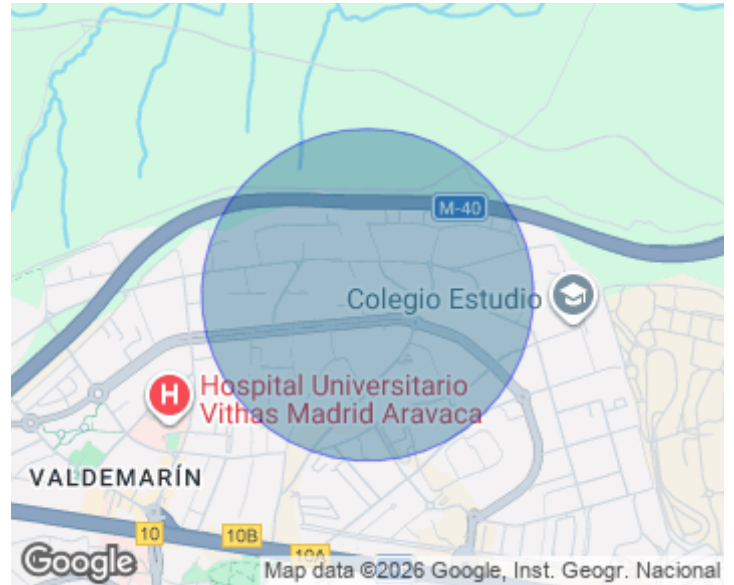 M-40
Colegio Estudio
H
Hospital Universitario
Vithas Madrid Aravaca
VALDEMARÍN
10
10B
10A
Google
Map data ©2026 Google, Inst. Geogr. Nacional